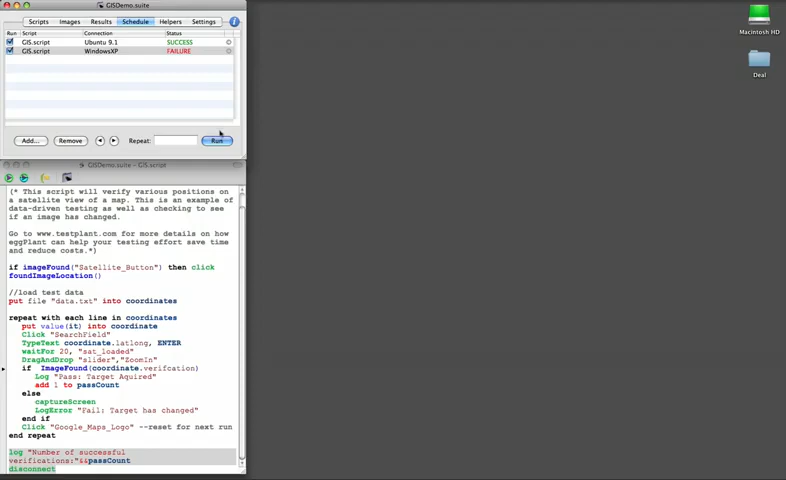 GISDemo.suite
Scripts Images Results Schedule Helpers Settings
Run Script Connection Status
GIS.script Ubuntu 9.1 SUCCESS
GIS.script WindowsXP FAILURE
Add... Remove Repeat: Run
GISDemo.suite - GIS.script
(* This script will verify various positions on
a satellite view of a map. This is an example of
data-driven testing as well as checking to see
if an image has changed.
Go to www.testplant.com for more details on how
eggPlant can help your testing effort save time
and reduce costs.*)
if imageFound("Satellite_Button") then click
foundImageLocation()
//load test data
put file "data.txt" into coordinates
repeat with each line in coordinates
put value(it) into coordinate
Click "SearchField"
TypeText coordinate.latlong, ENTER
waitFor 20, "sat_loaded"
DragAndDrop "slider","ZoomIn"
if ImageFound(coordinate.verifcation)
Log "Pass: Target Aquired"
add 1 to passCount
else
captureScreen
LogError "Fail: Target has changed"
end if
Click "Google_Maps_Logo" --reset for next run
end repeat
log "Number of successful
verifications:"&&passCount
disconnect
Macintosh HD
Deal